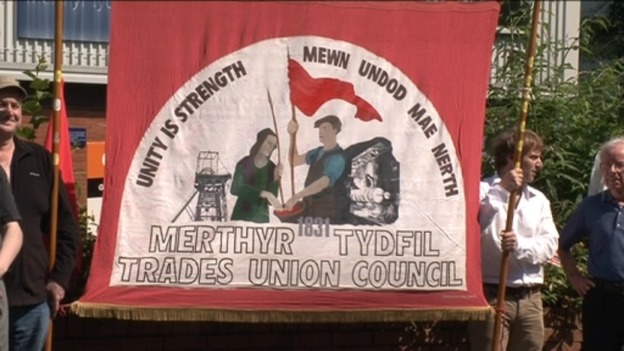 UNITY IS STRENGTH
MEWN UNDOD MAE NERTH
1831
MERTHYR TYDFIL
TRADES UNION COUNCIL